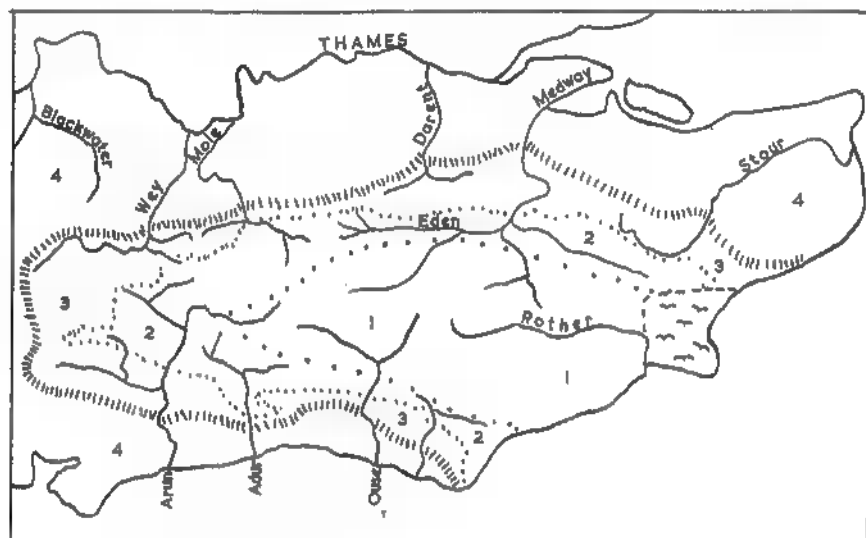 THAMES
Medway
Darent
Blackwater
Mole
Stour
4
4
Wey
Eden
2
3
3
2
1
Rother
1
3
2
4
Arun
Adur
Ouse